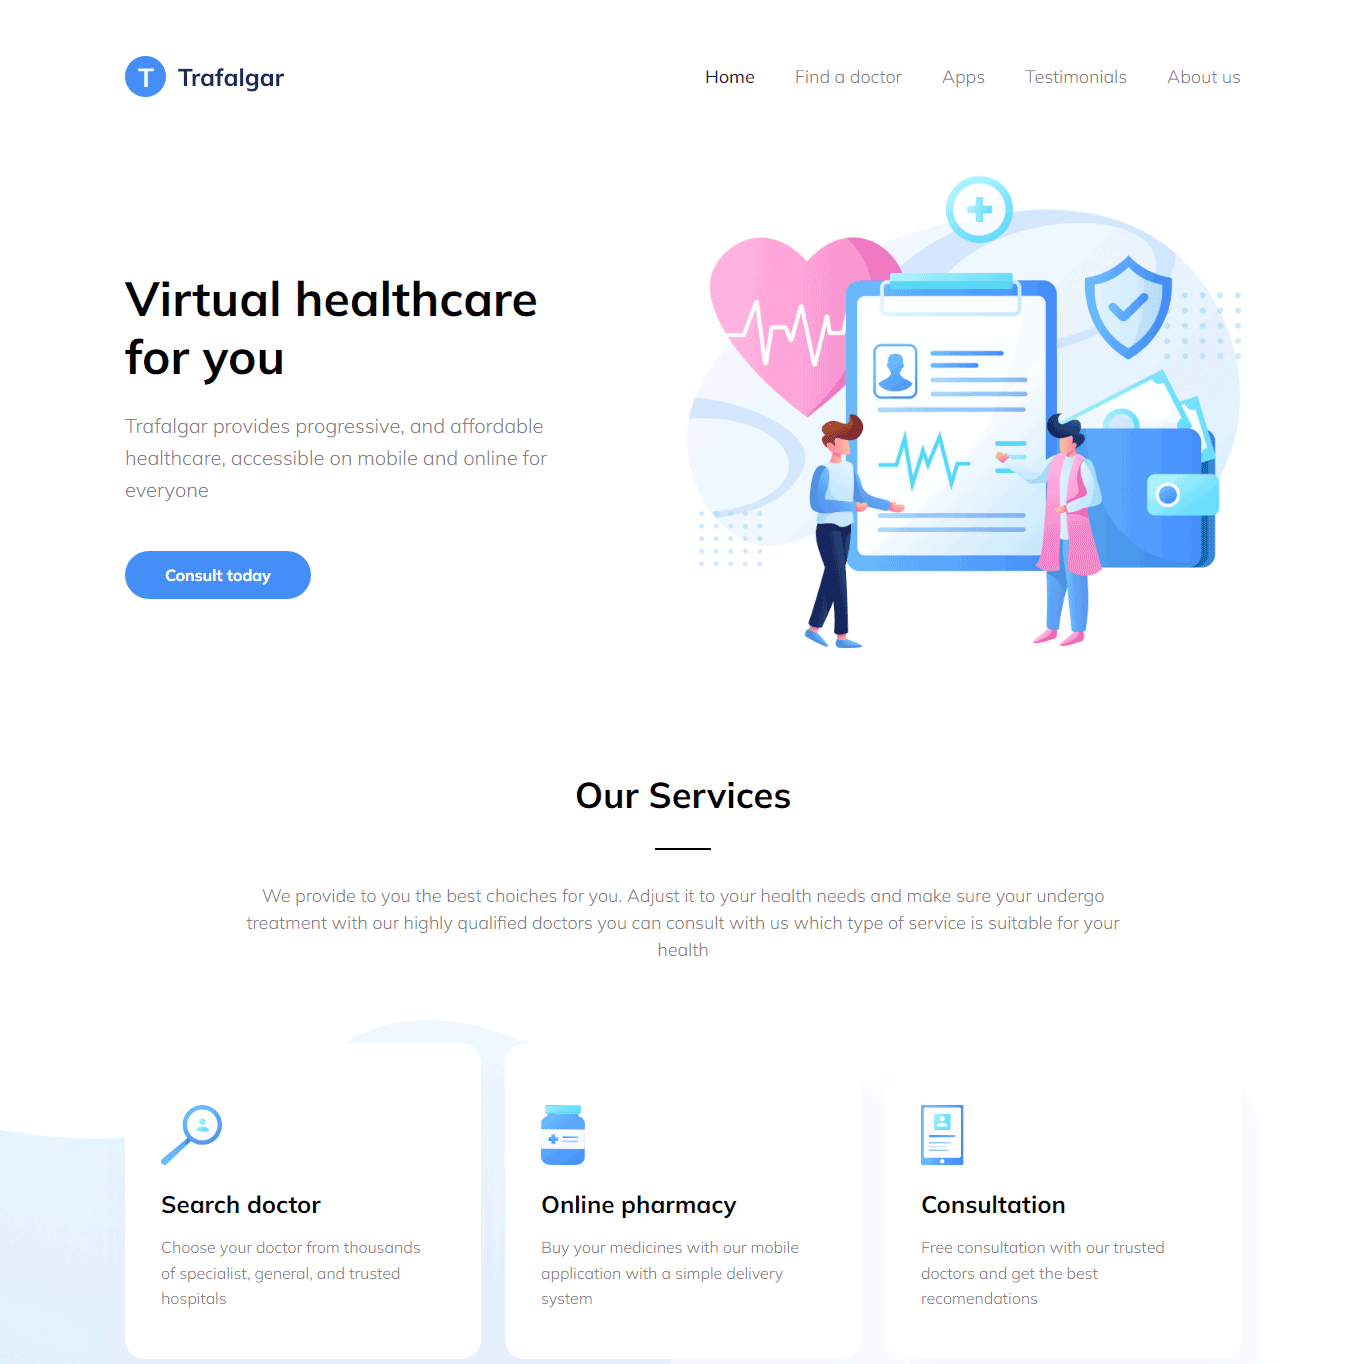 T Trafalgar
Home Find a doctor Apps Testimonials About us
Virtual healthcare
for you
Trafalgar provides progressive, and affordable
healthcare, accessible on mobile and online for
everyone
Consult today
Our Services
We provide to you the best choiches for you. Adjust it to your health needs and make sure your undergo
treatment with our highly qualified doctors you can consult with us which type of service is suitable for your
health
Search doctor
Choose your doctor from thousands
of specialist, general, and trusted
hospitals
Online pharmacy
Buy your medicines with our mobile
application with a simple delivery
system
Consultation
Free consultation with our trusted
doctors and get the best
recomendations